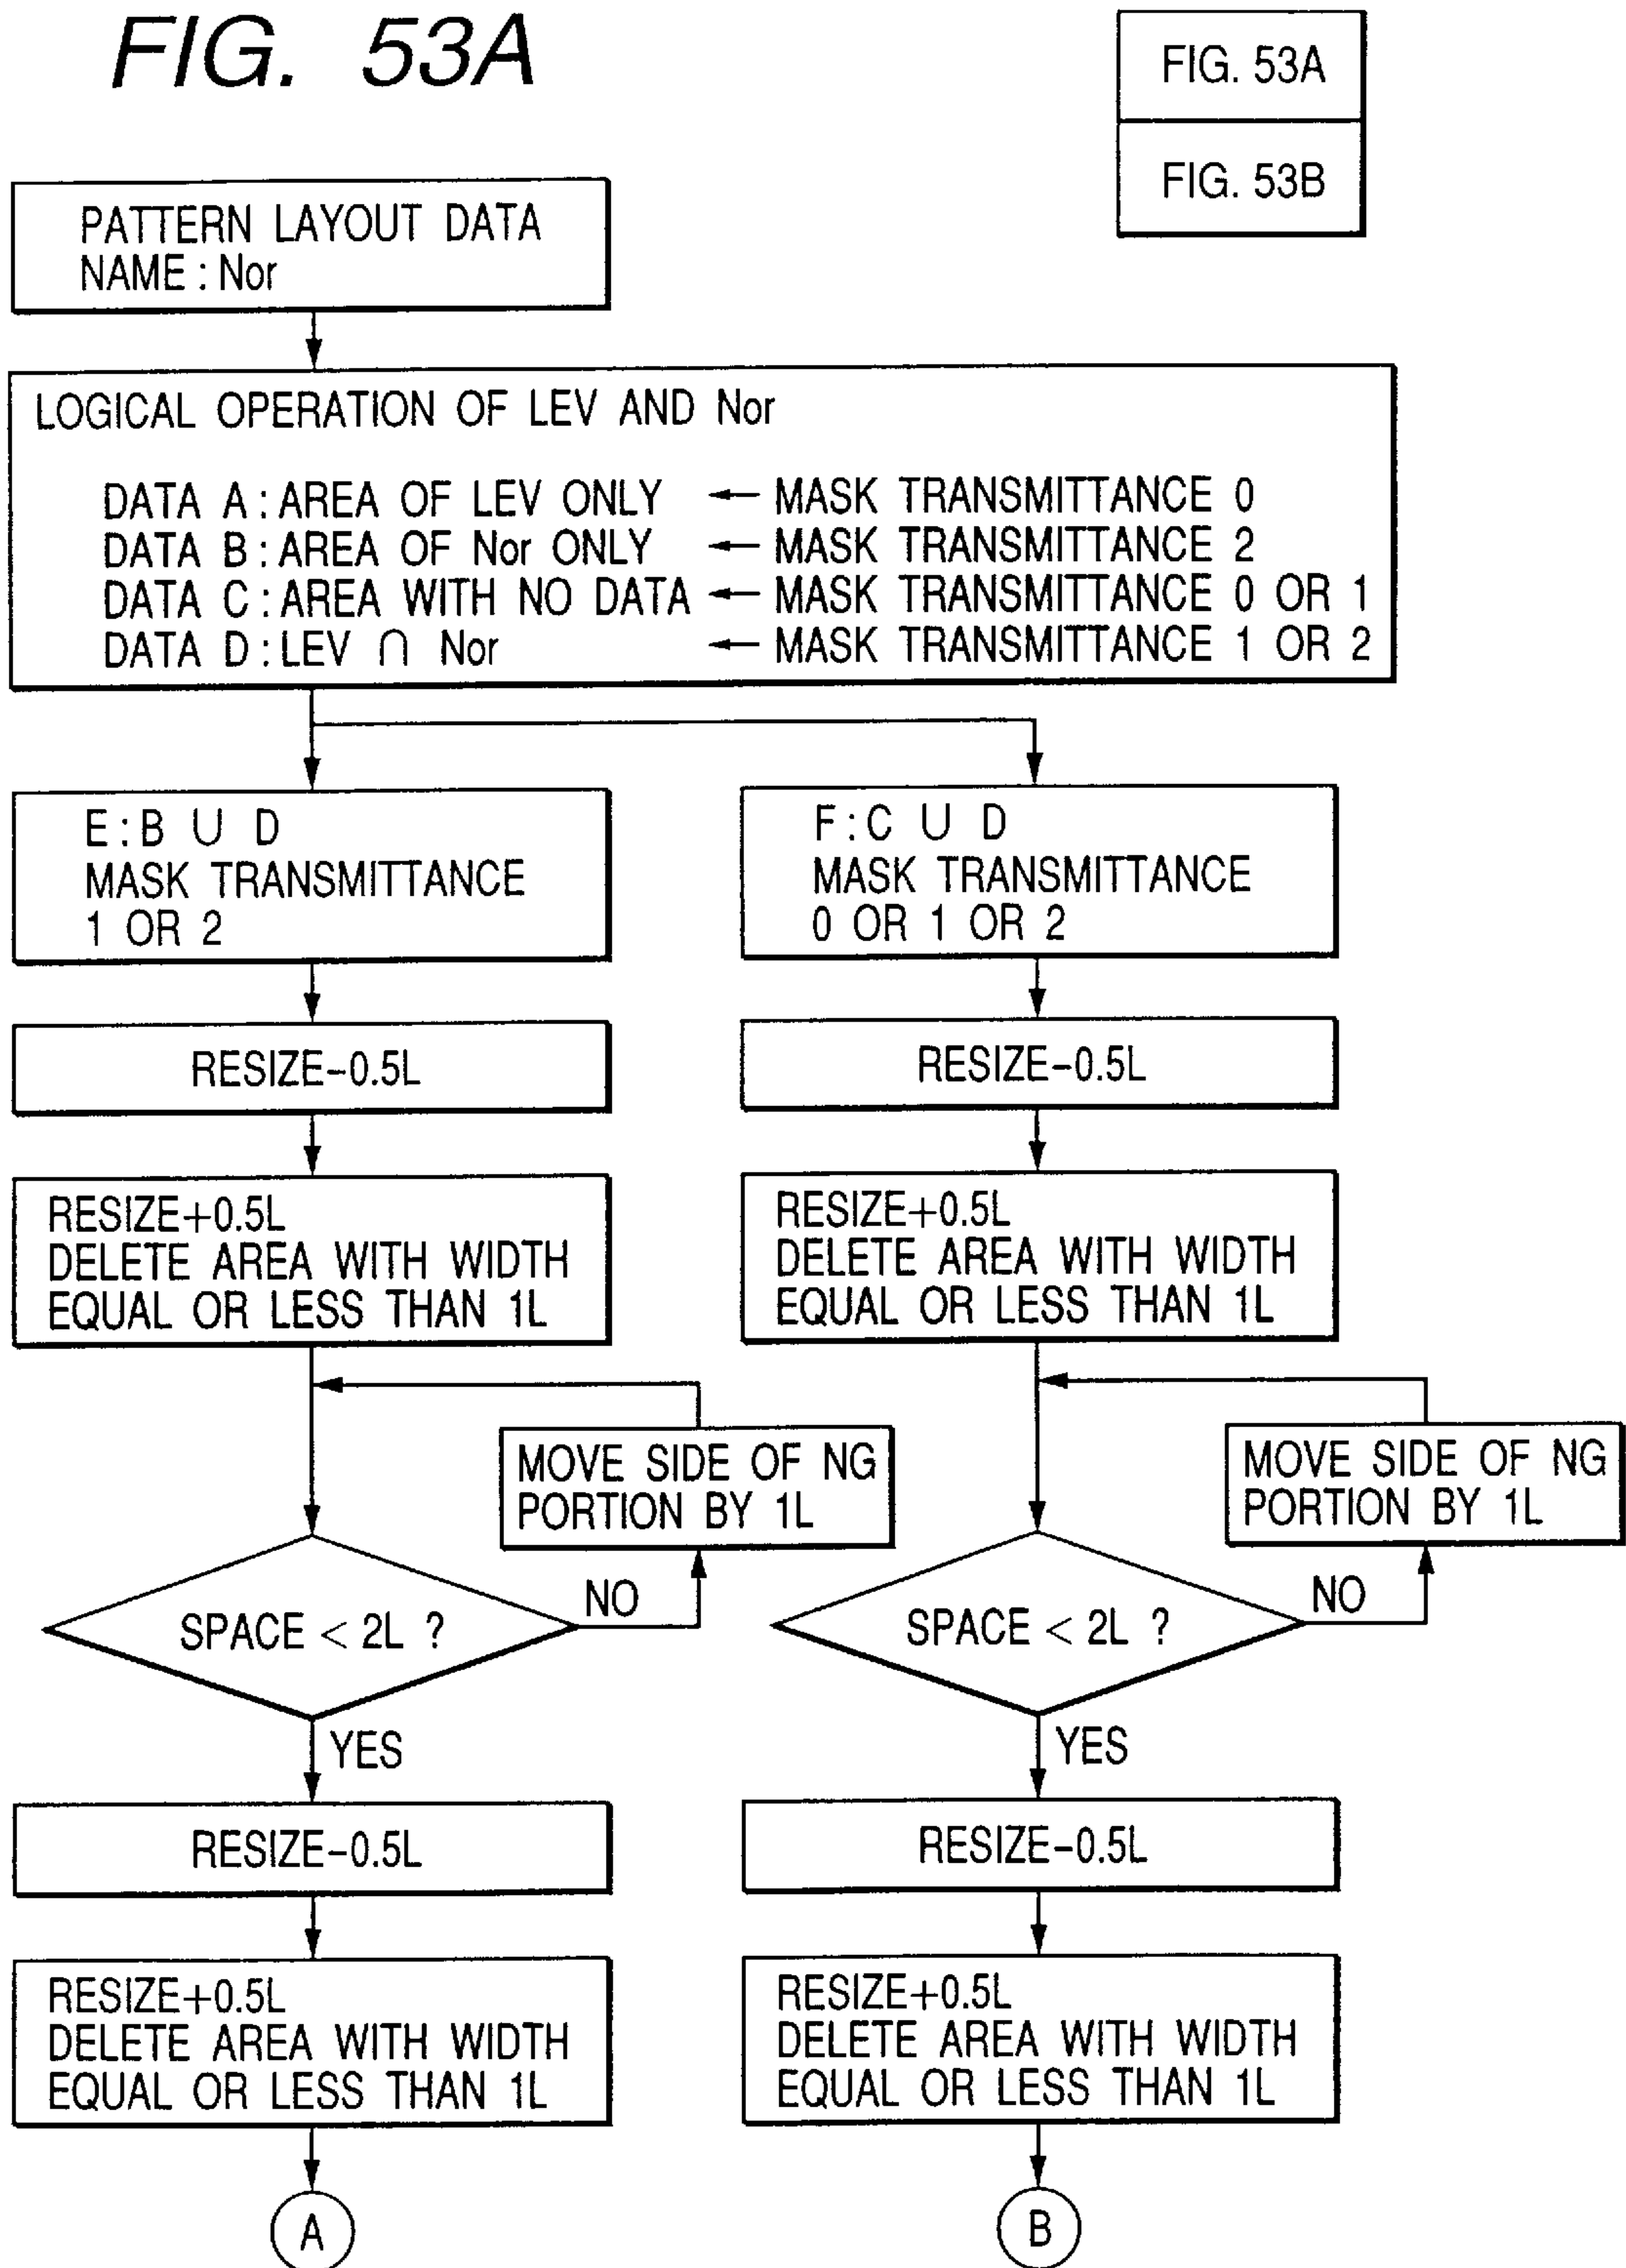 FIG. 53A
FIG. 53A
FIG. 53B
PATTERN LAYOUT DATA
NAME : Nor
LOGICAL OPERATION OF LEV AND Nor
DATA A : AREA OF LEV ONLY ← MASK TRANSMITTANCE 0
DATA B : AREA OF Nor ONLY ← MASK TRANSMITTANCE 2
DATA C : AREA WITH NO DATA ← MASK TRANSMITTANCE 0 OR 1
DATA D : LEV ∩ Nor ← MASK TRANSMITTANCE 1 OR 2
E : B ∪ D
MASK TRANSMITTANCE
1 OR 2
F : C ∪ D
MASK TRANSMITTANCE
0 OR 1 OR 2
RESIZE-0.5L
RESIZE-0.5L
RESIZE+0.5L
DELETE AREA WITH WIDTH
EQUAL OR LESS THAN 1L
RESIZE+0.5L
DELETE AREA WITH WIDTH
EQUAL OR LESS THAN 1L
MOVE SIDE OF NG
PORTION BY 1L
MOVE SIDE OF NG
PORTION BY 1L
SPACE < 2L ?
NO
SPACE < 2L ?
NO
YES
YES
RESIZE-0.5L
RESIZE-0.5L
RESIZE+0.5L
DELETE AREA WITH WIDTH
EQUAL OR LESS THAN 1L
RESIZE+0.5L
DELETE AREA WITH WIDTH
EQUAL OR LESS THAN 1L
A
B